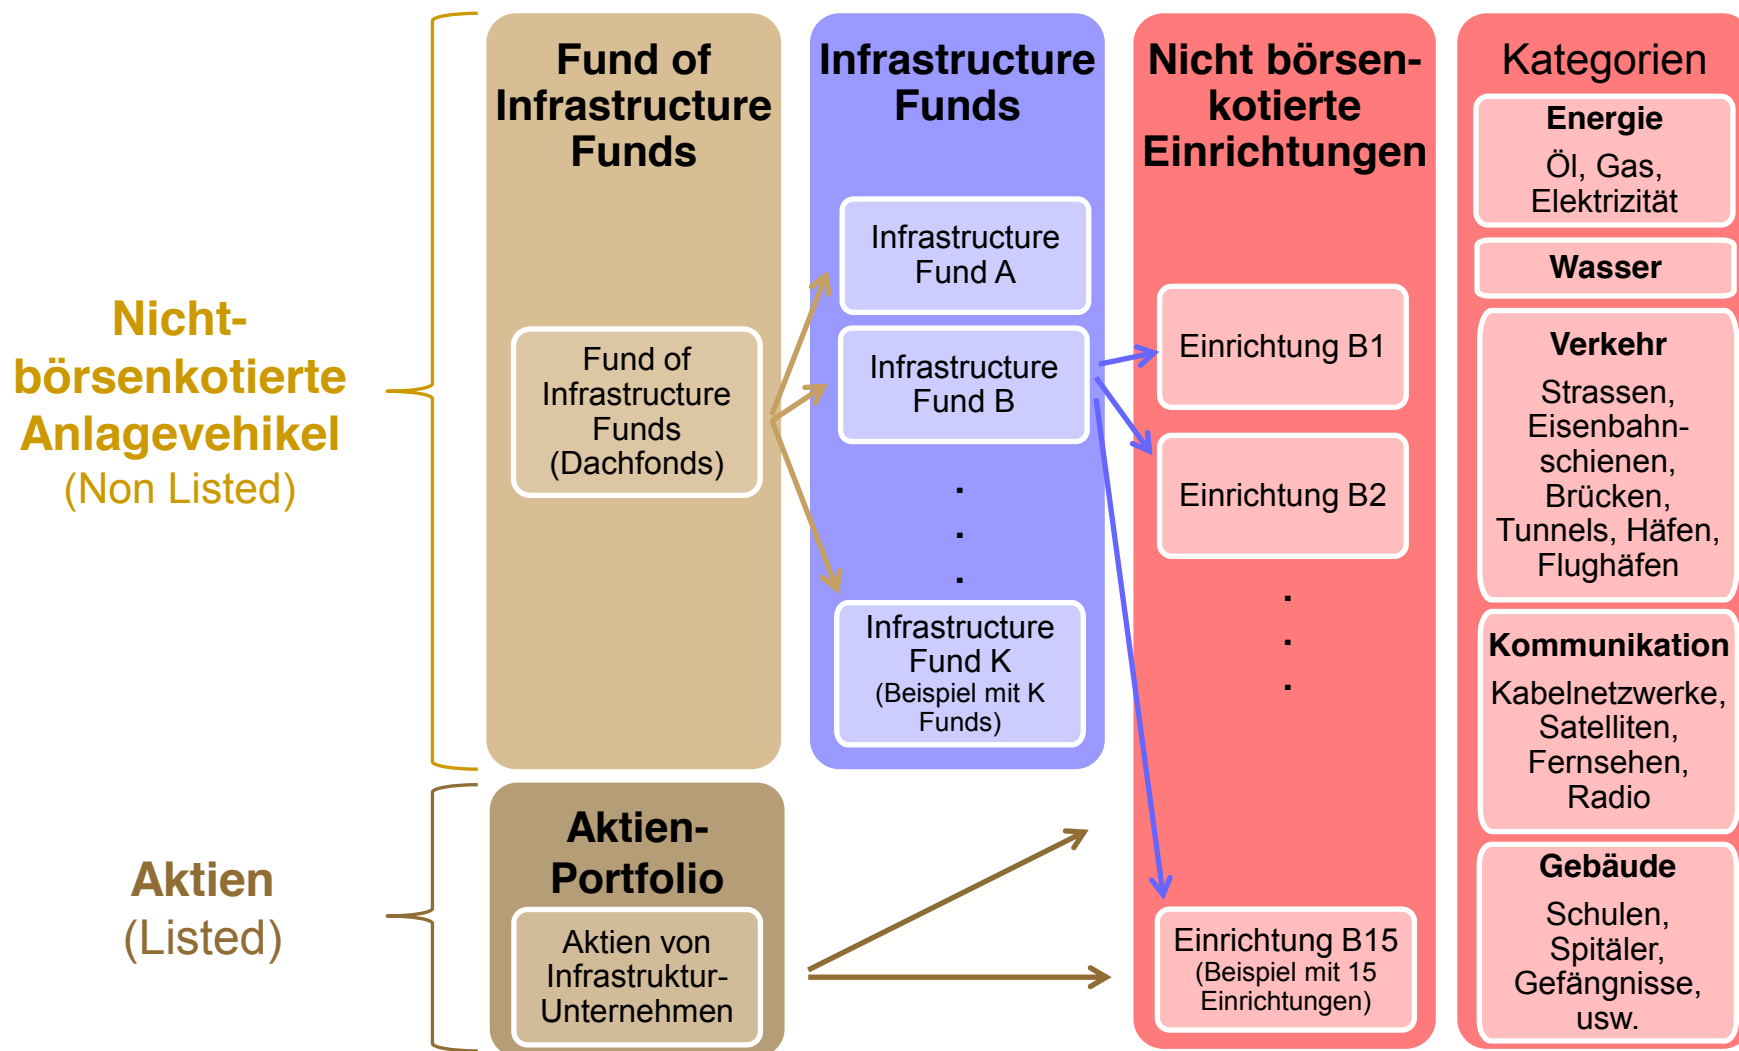 Nicht-
börsenkotierte
Anlagevehikel
(Non Listed)
Aktien
(Listed)
Fund of
Infrastructure
Funds
Fund of
Infrastructure
Funds
(Dachfonds)
Aktien-
Portfolio
Aktien von
Infrastruktur-
Unternehmen
Infrastructure
Funds
Infrastructure
Fund A
Infrastructure
Fund B
.
.
.
Infrastructure
Fund K
(Beispiel mit K
Funds)
Nicht börsen-
kotierte
Einrichtungen
Einrichtung B1
Einrichtung B2
.
.
.
Einrichtung B15
(Beispiel mit 15
Einrichtungen)
Kategorien
Energie
Öl, Gas,
Elektrizität
Wasser
Verkehr
Strassen,
Eisenbahn-
schienen,
Brücken,
Tunnels, Häfen,
Flughäfen
Kommunikation
Kabelnetzwerke,
Satelliten,
Fernsehen,
Radio
Gebäude
Schulen,
Spitäler,
Gefängnisse,
usw.